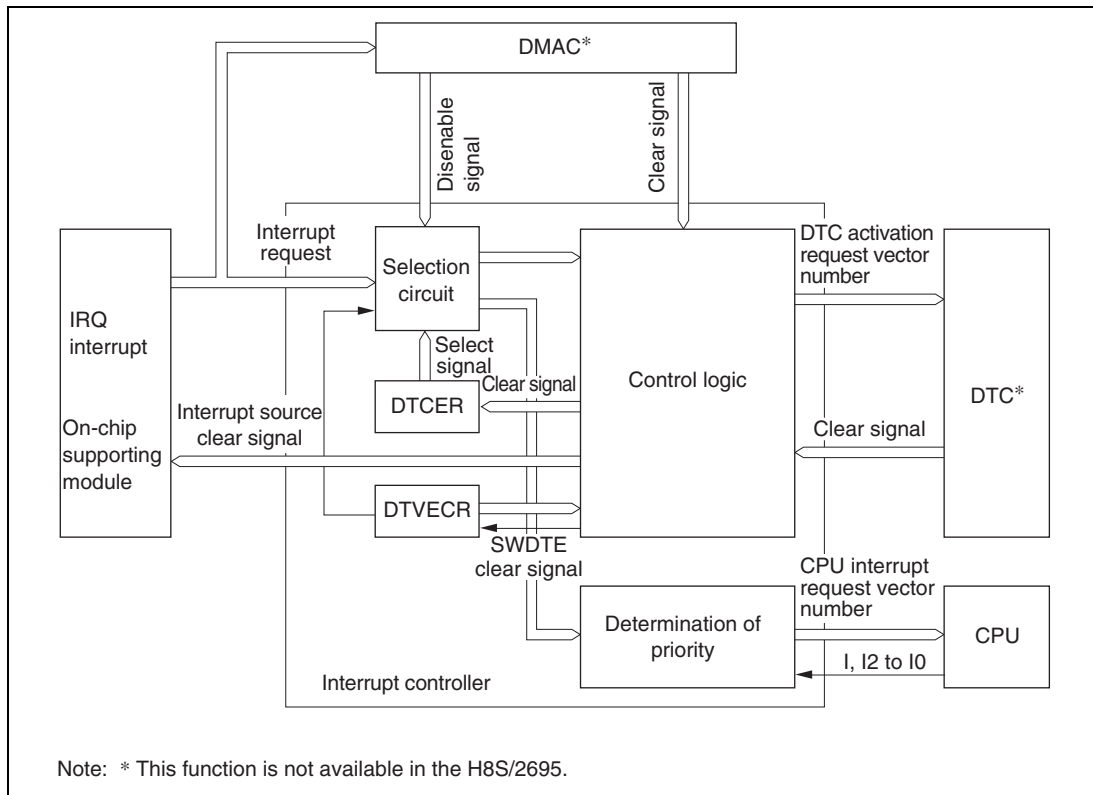 DMAC*
Disenable
signal
Clear signal
Interrupt
request
Selection
circuit
DTC activation
request vector
number
IRQ
interrupt
On-chip
supporting
module
Select
signal
Clear signal
DTCER
Control logic
DTC*
Interrupt source
clear signal
Clear signal
DTVECR
SWDTE
clear signal
CPU interrupt
request vector
number
Determination of
priority
CPU
I, I2 to I0
Interrupt controller
Note: * This function is not available in the H8S/2695.